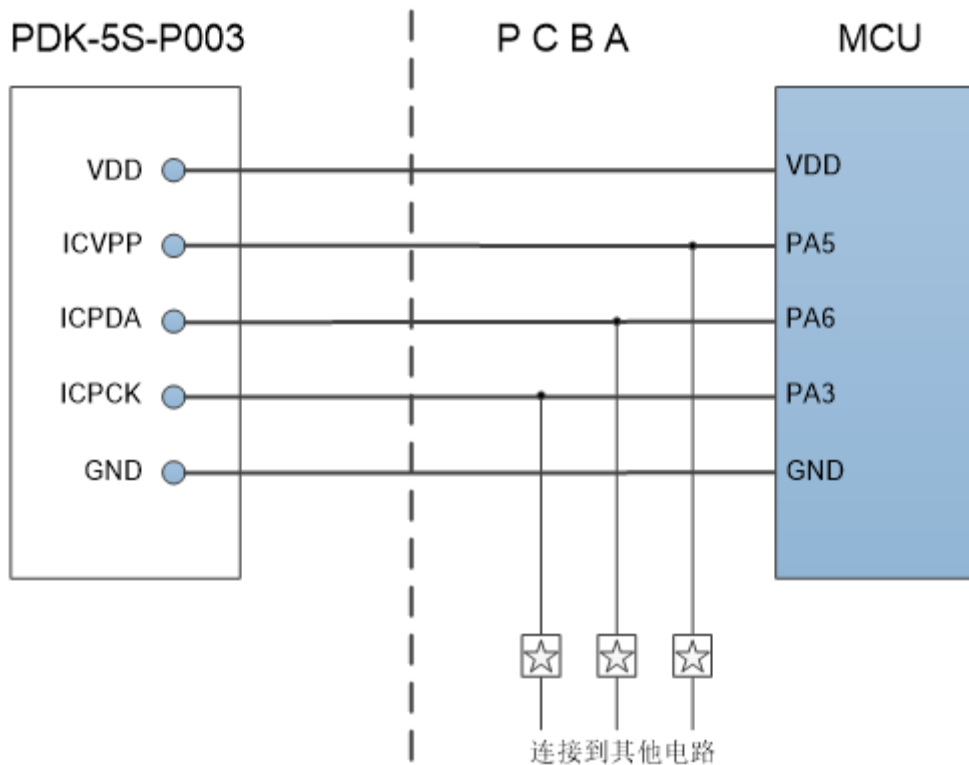 PDK-5S-P003
P C B A
MCU
VDD
VDD
ICVPP
PA5
ICPDA
PA6
ICPCK
PA3
GND
GND
连接到其他电路